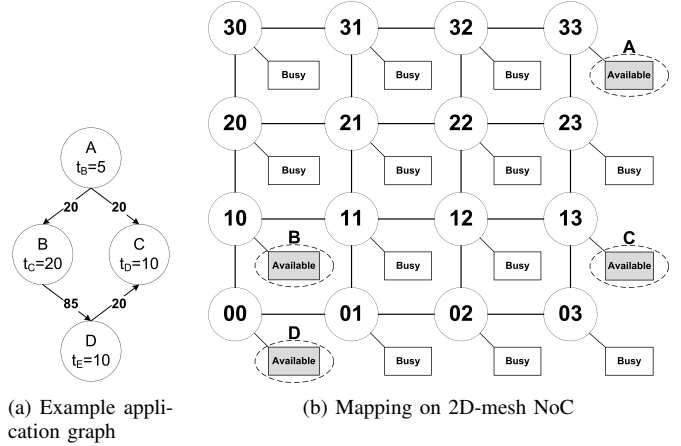 30 31 32 33
A
Busy Busy Busy Available
20 21 22 23
Busy Busy Busy Busy
A
t_B=5
20 20
10 11 12 13
B C
Available Busy Busy Available
B
t_C=20
C
t_D=10
85 20
00 01 02 03
D
Available Busy Busy Busy
D
t_E=10
(a) Example appli-
cation graph
(b) Mapping on 2D-mesh NoC